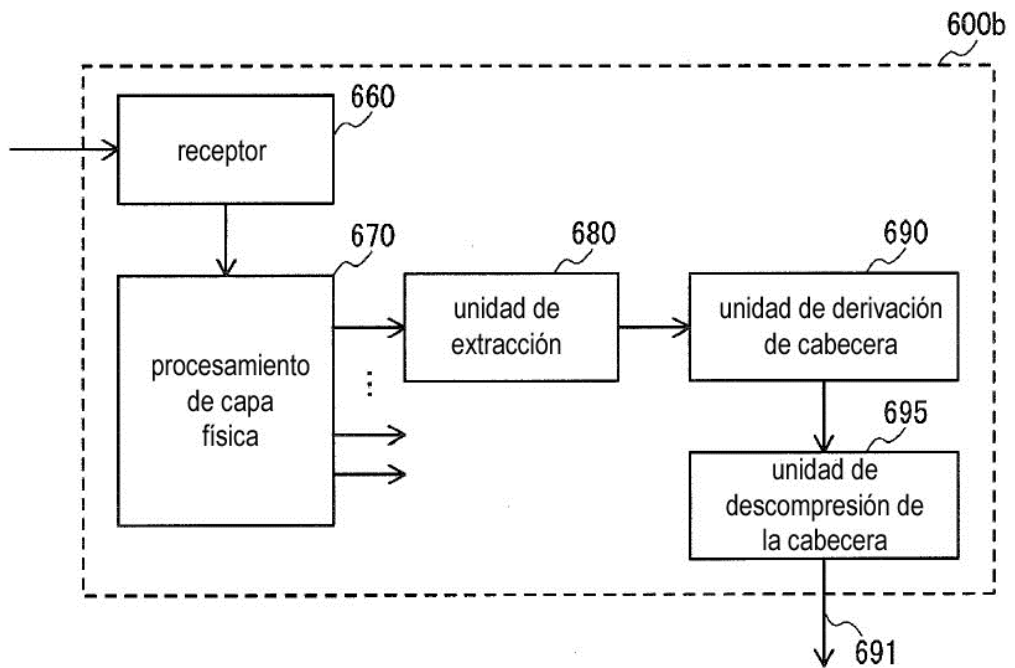 600b
660
receptor
670
680
690
unidad de
extracción
unidad de derivación
de cabecera
procesamiento
de capa
física
695
unidad de
descompresión de
la cabecera
691